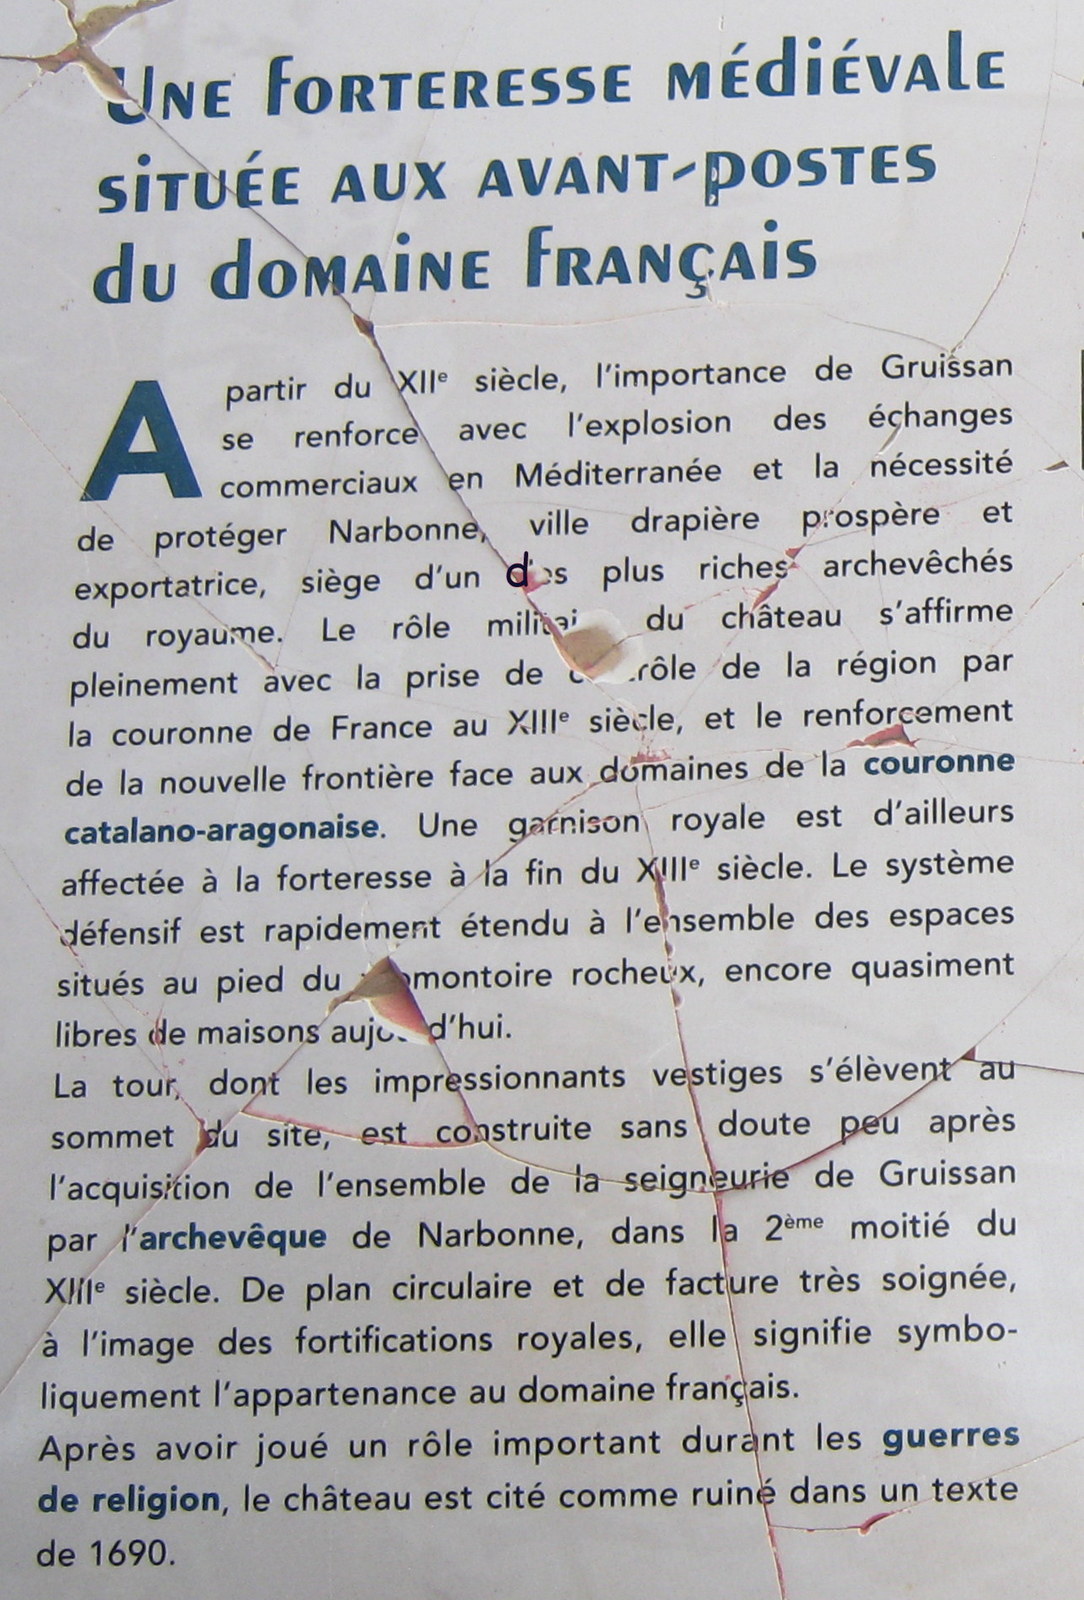 Une forteresse médiévale
située aux avant-postes
du domaine français
A partir du XIIe siècle, l'importance de Gruissan
se renforce avec l'explosion des échanges
commerciaux en Méditerranée et la nécessité
de protéger Narbonne, ville drapière prospère et
exportatrice, siège d'un des plus riches archevêchés
du royaume. Le rôle militaire du château s'affirme
pleinement avec la prise de contrôle de la région par
la couronne de France au XIIIe siècle, et le renforcement
de la nouvelle frontière face aux domaines de la couronne
catalano-aragonaise. Une garnison royale est d'ailleurs
affectée à la forteresse à la fin du XIIIe siècle. Le système
défensif est rapidement étendu à l'ensemble des espaces
situés au pied du promontoire rocheux, encore quasiment
libres de maisons aujourd'hui.
La tour, dont les impressionnants vestiges s'élèvent au
sommet du site, est construite sans doute peu après
l'acquisition de l'ensemble de la seigneurie de Gruissan
par l'archevêque de Narbonne, dans la 2ème moitié du
XIIIe siècle. De plan circulaire et de facture très soignée,
à l'image des fortifications royales, elle signifie symbo-
liquement l'appartenance au domaine français.
Après avoir joué un rôle important durant les guerres
de religion, le château est cité comme ruiné dans un texte
de 1690.